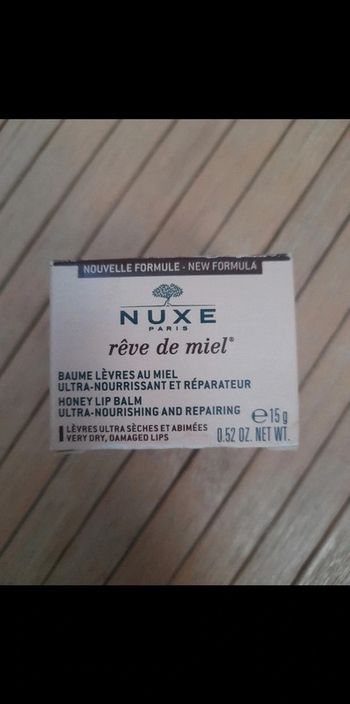 NOUVELLE FORMULE - NEW FORMULA
NUXE
PARIS
rêve de miel®
BAUME LÈVRES AU MIEL
ULTRA-NOURRISSANT ET RÉPARATEUR
HONEY LIP BALM
ULTRA-NOURISHING AND REPAIRING
℮ 15 g
LÈVRES ULTRA SÈCHES ET ABIMÉES
VERY DRY, DAMAGED LIPS
0.52 OZ. NET WT.